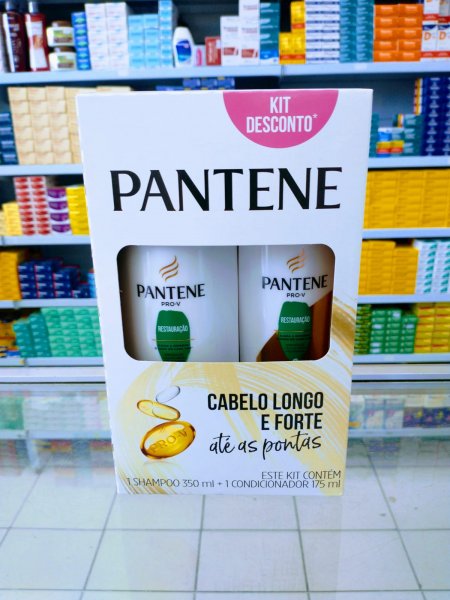 KIT
DESCONTO*
PANTENE
PANTENE
PRO-V
RESTAURAÇÃO
PANTENE
PRO-V
RESTAURAÇÃO
CABELO LONGO
E FORTE
até as pontas
PRO-V
ESTE KIT CONTÉM
1 SHAMPOO 350 ml + 1 CONDICIONADOR 175 ml